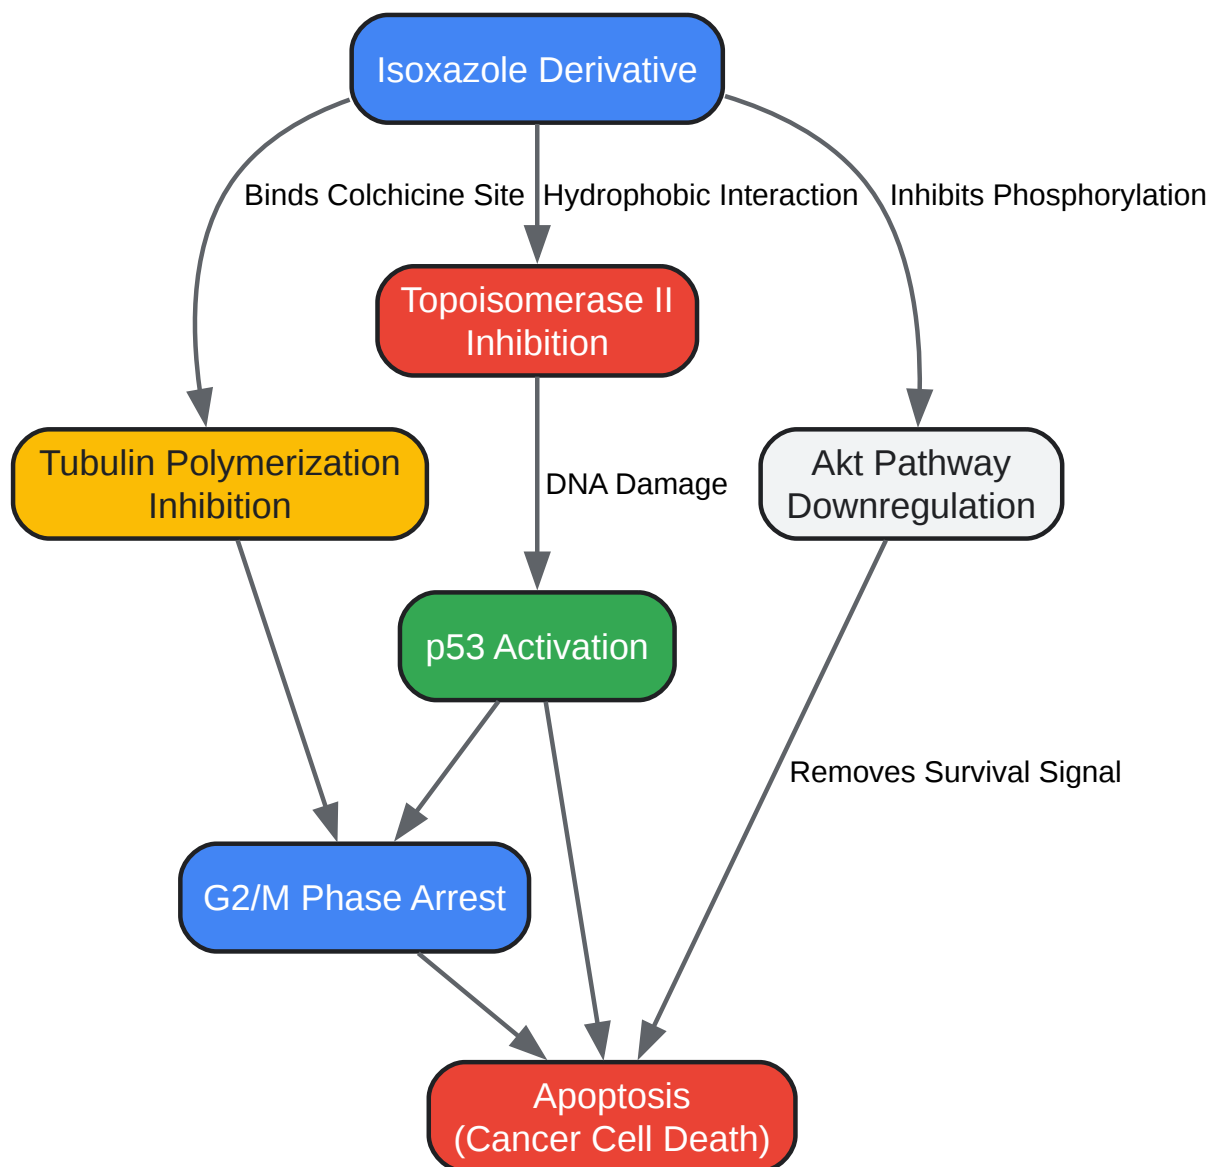 Isoxazole Derivative
Binds Colchicine Site
Hydrophobic Interaction
Inhibits Phosphorylation
Topoisomerase II
Inhibition
Tubulin Polymerization
Inhibition
DNA Damage
Akt Pathway
Downregulation
p53 Activation
Removes Survival Signal
G2/M Phase Arrest
Apoptosis
(Cancer Cell Death)